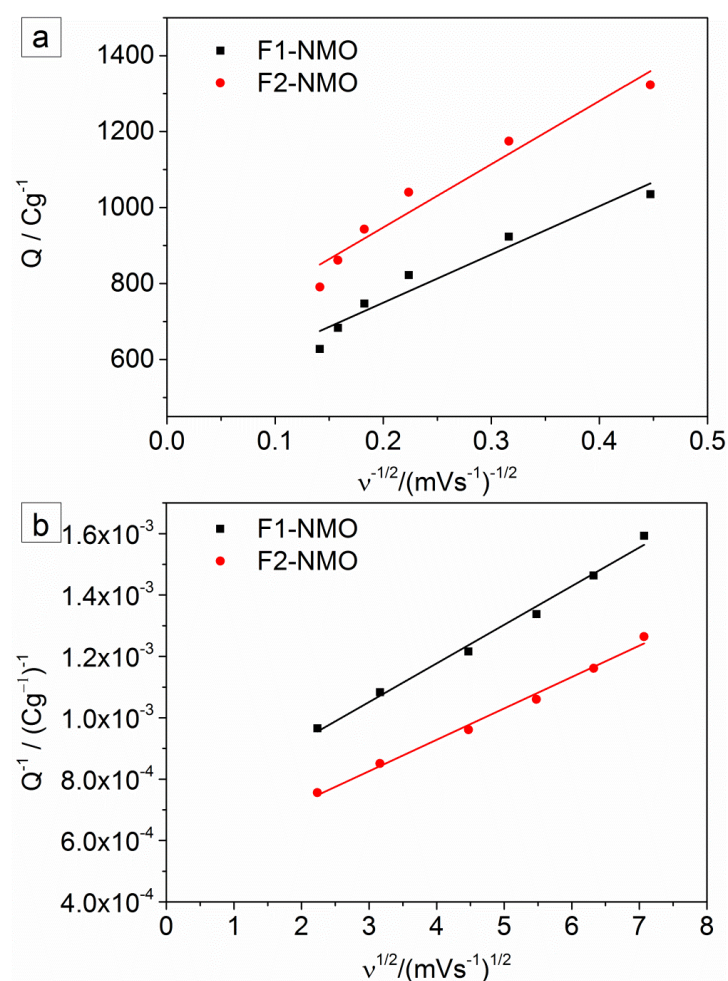 a
F1-NMO
F2-NMO
1400
1200
1000
800
600
Q / Cg⁻¹
0.0 0.1 0.2 0.3 0.4 0.5
ν⁻¹/²/(mVs⁻¹)⁻¹/²
b
F1-NMO
F2-NMO
1.6x10⁻³
1.4x10⁻³
1.2x10⁻³
1.0x10⁻³
8.0x10⁻⁴
6.0x10⁻⁴
4.0x10⁻⁴
Q⁻¹ / (Cg⁻¹)⁻¹
0 1 2 3 4 5 6 7 8
ν¹/²/(mVs⁻¹)¹/²